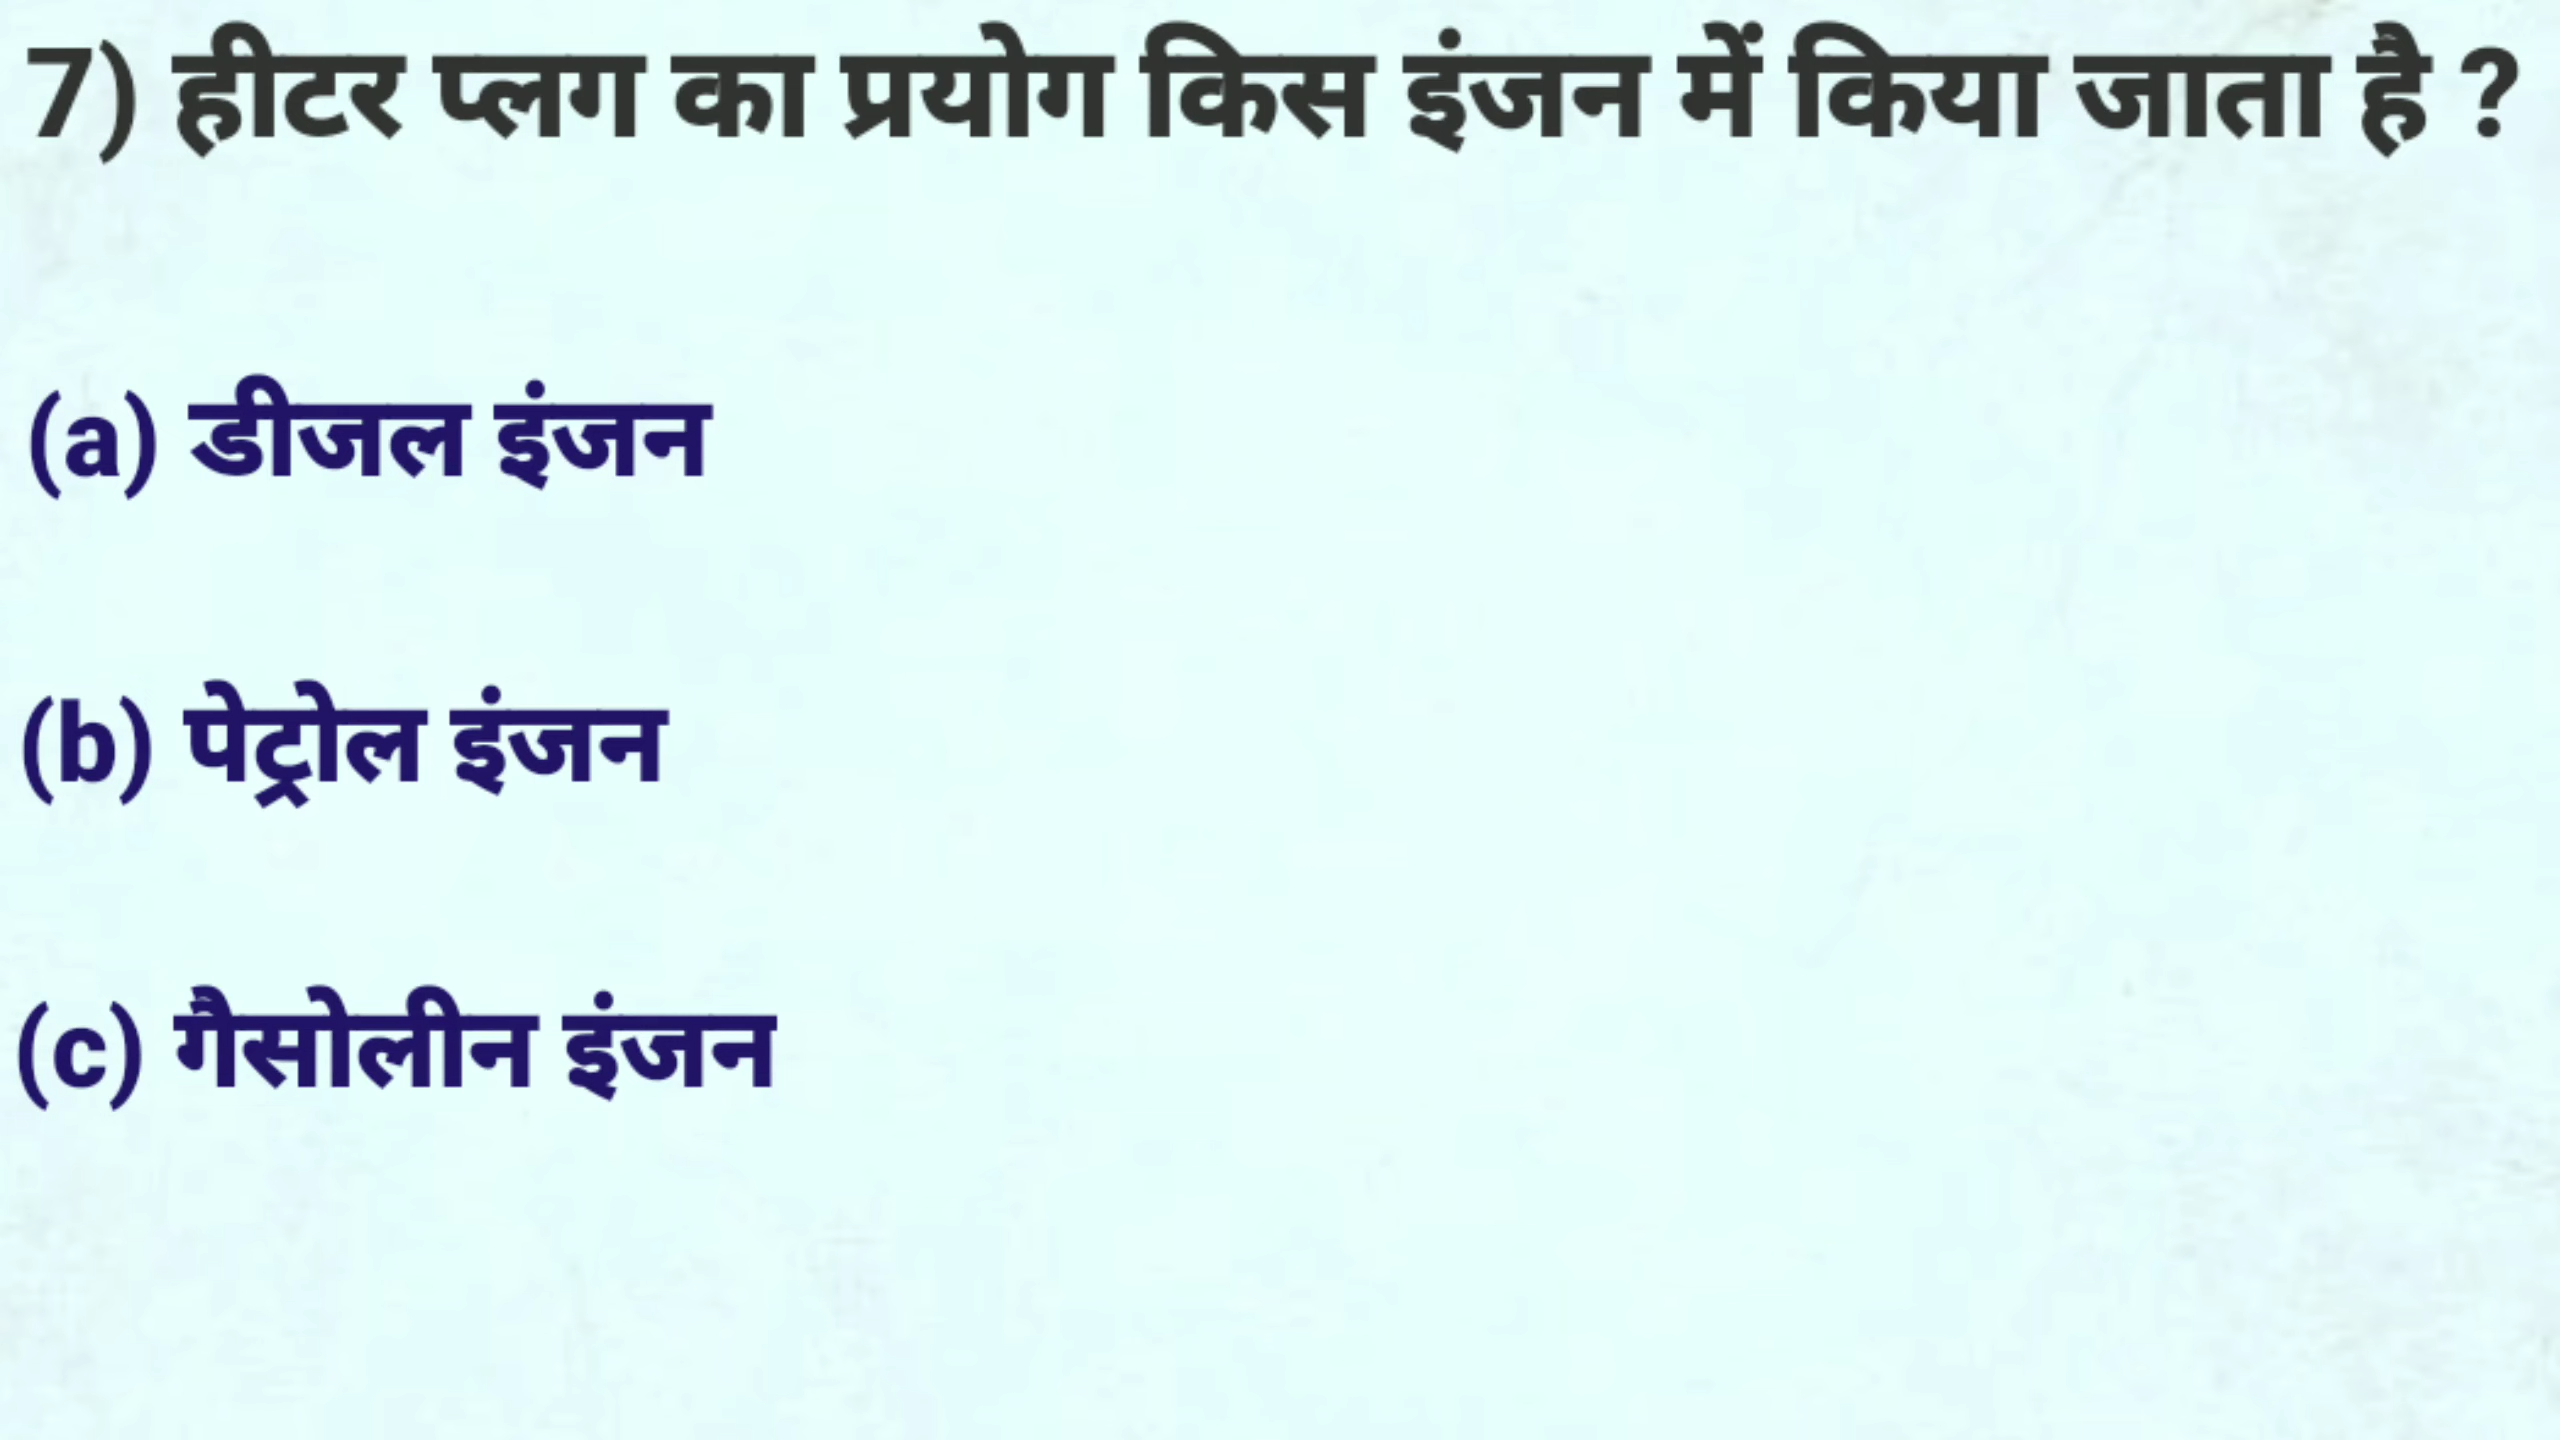 7) हीटर प्लग का प्रयोग किस इंजन में किया जाता है ?
(a) डीजल इंजन
(b) पेट्रोल इंजन
(c) गैसोलीन इंजन